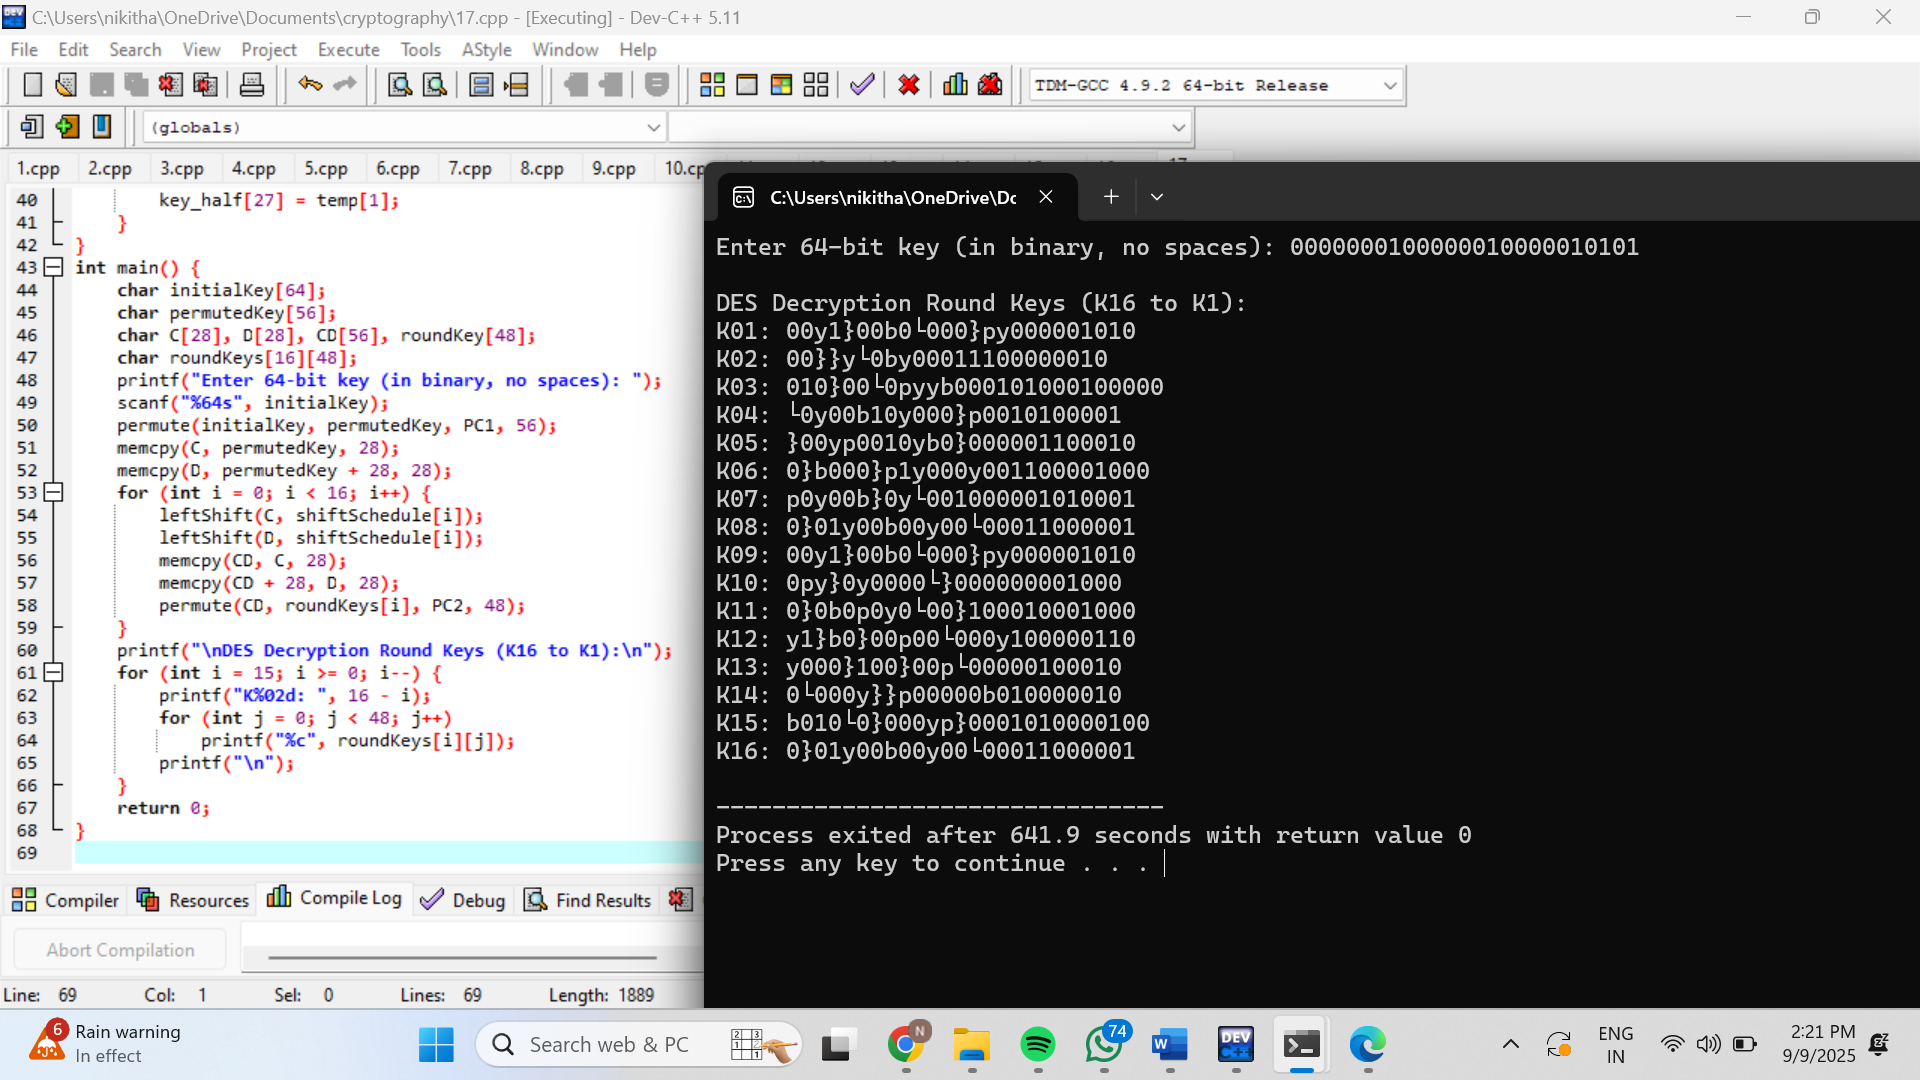 C:\Users\nikitha\OneDrive\Documents\cryptography\17.cpp - [Executing] - Dev-C++ 5.11
File Edit Search View Project Execute Tools AStyle Window Help
TDM-GCC 4.9.2 64-bit Release
(globals)
1.cpp 2.cpp 3.cpp 4.cpp 5.cpp 6.cpp 7.cpp 8.cpp 9.cpp 10.cp
40 key_half[27] = temp[1];
41 }
42 }
43 int main() {
44 char initialKey[64];
45 char permutedKey[56];
46 char C[28], D[28], CD[56], roundKey[48];
47 char roundKeys[16][48];
48 printf("Enter 64-bit key (in binary, no spaces): ");
49 scanf("%64s", initialKey);
50 permute(initialKey, permutedKey, PC1, 56);
51 memcpy(C, permutedKey, 28);
52 memcpy(D, permutedKey + 28, 28);
53 for (int i = 0; i < 16; i++) {
54 leftShift(C, shiftSchedule[i]);
55 leftShift(D, shiftSchedule[i]);
56 memcpy(CD, C, 28);
57 memcpy(CD + 28, D, 28);
58 permute(CD, roundKeys[i], PC2, 48);
59 }
60 printf("\nDES Decryption Round Keys (K16 to K1):\n");
61 for (int i = 15; i >= 0; i--) {
62 printf("K%02d: ", 16 - i);
63 for (int j = 0; j < 48; j++)
64 printf("%c", roundKeys[i][j]);
65 printf("\n");
66 }
67 return 0;
68 }
69
C:\Users\nikitha\OneDrive\Dc
Enter 64-bit key (in binary, no spaces): 0000000100000010000010101
DES Decryption Round Keys (K16 to K1):
K01: 00y1}00b0└000}py000001010
K02: 00}}y└0by00011100000010
K03: 010}00└0pyyb000101000100000
K04: └0y00b10y000}p0010100001
K05: }00yp0010yb0}000001100010
K06: 0}b000}p1y000y001100001000
K07: p0y00b}0y└001000001010001
K08: 0}01y00b00y00└00011000001
K09: 00y1}00b0└000}py000001010
K10: 0py}0y0000└}000000001000
K11: 0}0b0p0y0└00}100010001000
K12: y1}b0}00p00└000y100000110
K13: y000}100}00p└00000100010
K14: 0└000y}}p00000b010000010
K15: b010└0}000yp}0001010000100
K16: 0}01y00b00y00└00011000001
--------------------------------
Process exited after 641.9 seconds with return value 0
Press any key to continue . . .
Compiler Resources Compile Log Debug Find Results
Abort Compilation
Line: 69 Col: 1 Sel: 0 Lines: 69 Length: 1889
6 Rain warning
In effect
Search web & PC
N
74
DEV
C++
ENG
IN
2:21 PM
9/9/2025